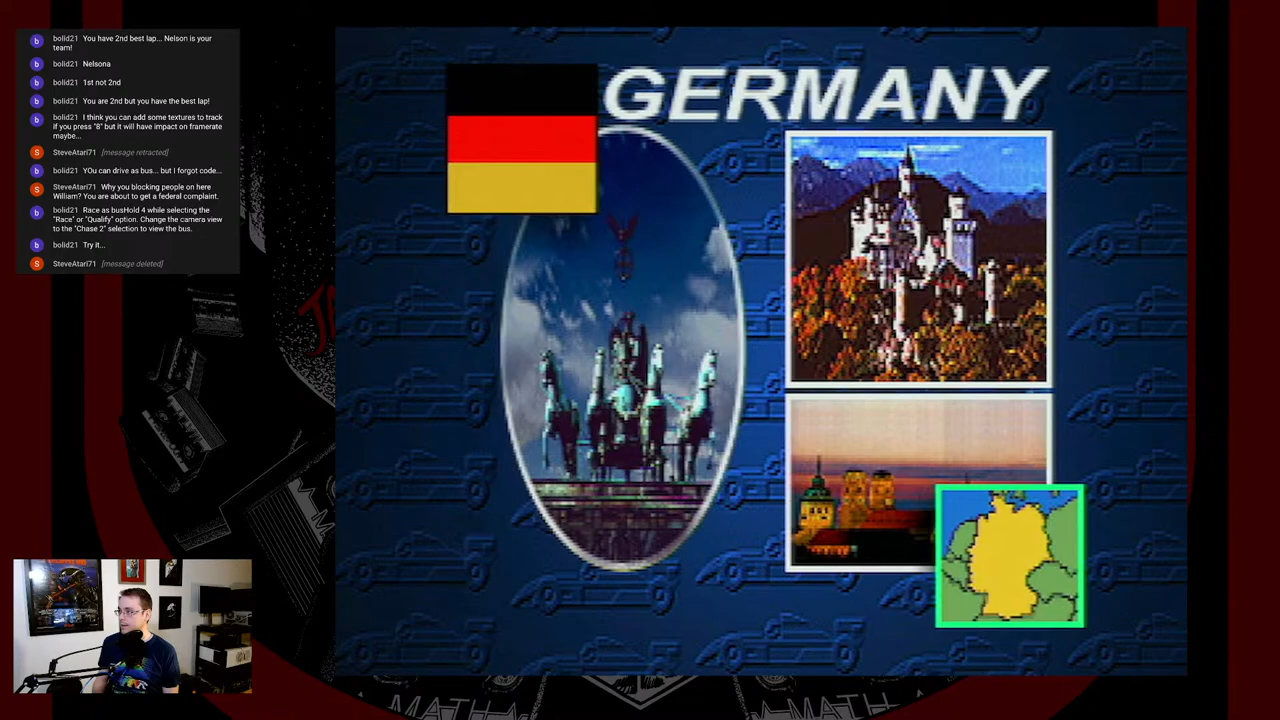 bolid21 You have 2nd best lap... Nelson is your
team!
bolid21 Nelsona
bolid21 1st not 2nd
bolid21 You are 2nd but you have the best lap!
bolid21 I think you can add some textures to track
If you press "8" but it will have impact on framerate
maybe...
SteveAtari71 [message retracted]
bolid21 YOu can drive as bus... but I forgot code...
SteveAtari71 Why you blocking people on here
William? You are about to get a federal complaint.
bolid21 Race as busHold 4 while selecting the
"Race" or "Qualify" option. Change the camera view
to the "Chase 2" selection to view the bus.
bolid21 Try it...
SteveAtari71 [message deleted]
GERMANY